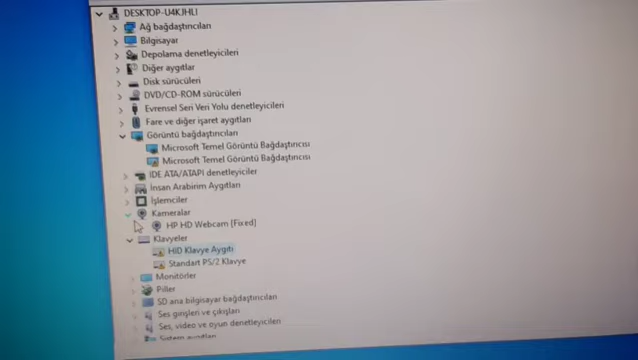 DESKTOP-U4KJHLI
Ağ bağdaştırıcıları
Bilgisayar
Depolama denetleyicileri
Diğer aygıtlar
Disk sürücüleri
DVD/CD-ROM sürücüleri
Evrensel Seri Veri Yolu denetleyicileri
Fare ve diğer işaret aygıtları
Görüntü bağdaştırıcıları
Microsoft Temel Görüntü Bağdaştırıcısı
Microsoft Temel Görüntü Bağdaştırıcısı
IDE ATA/ATAPI denetleyiciler
İnsan Arabirim Aygıtları
İşlemciler
Kameralar
HP HD Webcam [Fixed]
Klavyeler
HID Klavye Aygıtı
Standart PS/2 Klavye
Monitörler
Piller
SD ana bilgisayar bağdaştırıcıları
Ses girişleri ve çıkışları
Ses, video ve oyun denetleyicileri
Sistem aygıtları